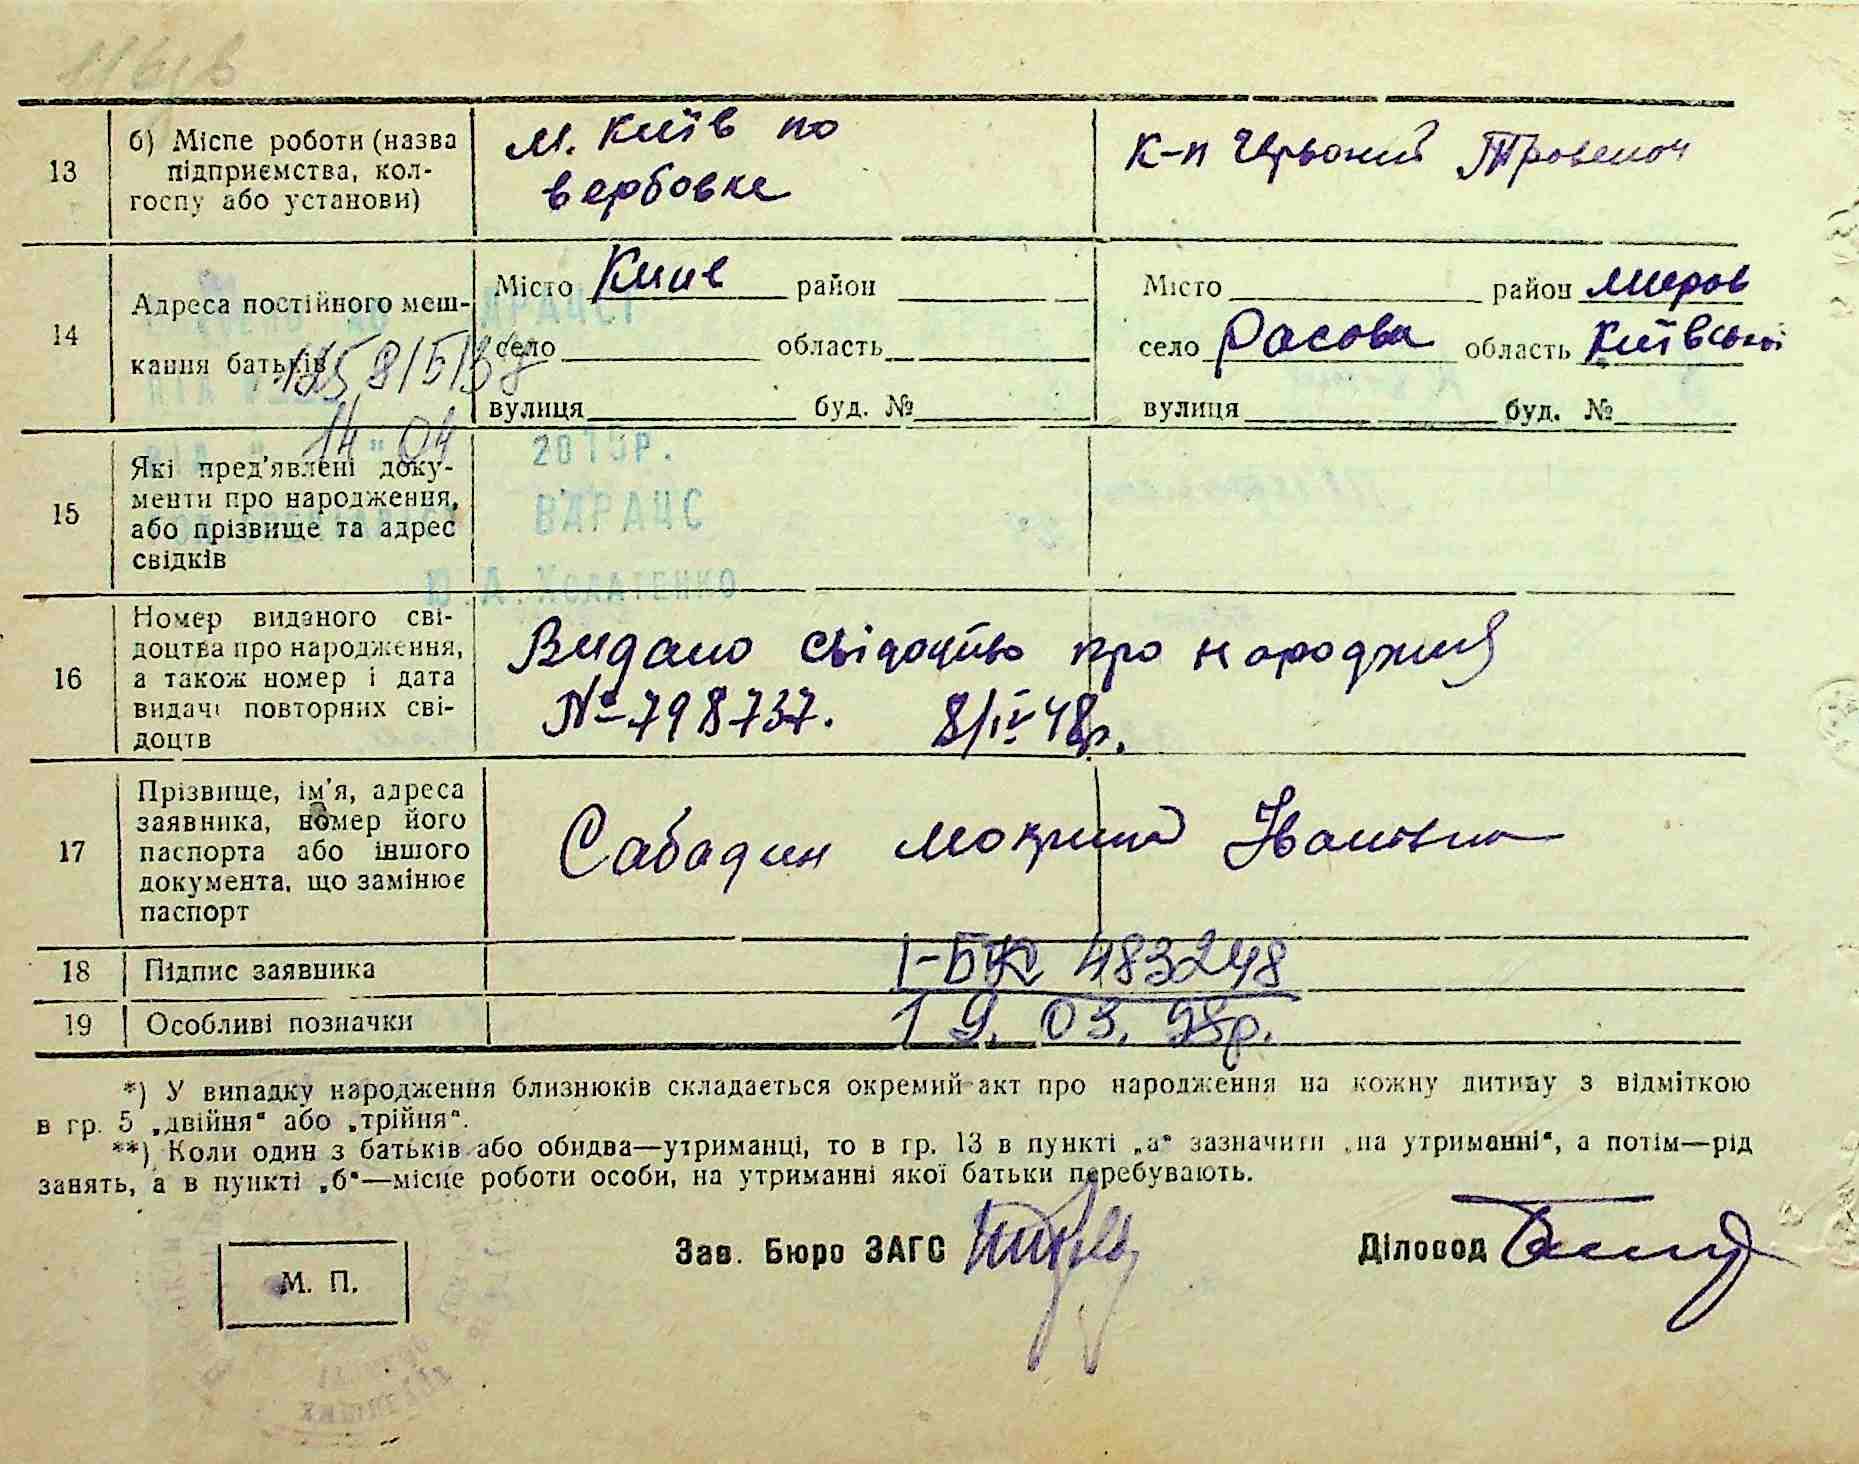 13
б) Місце роботи (назва
підприємства, кол-
госпу або установи)
м. Київ по
вербовке
к-п Червоний
14
Адреса постійного меш-
кання батьків
Місто Київ район
село область
вулиця буд. №
Місто район
село Расова область Київської
вулиця буд. №
14 04
2015р.
ВДРАЦС
15
Які пред'явлені доку-
менти про народження,
або прізвище та адрес
свідків
16
Номер виданого сві-
доцтва про народження,
а також номер і дата
видачі повторних сві-
доцтв
Видано свідоцтво про народження
№-798737. 8/IV 48р.
17
Прізвище, ім'я, адреса
заявника, номер його
паспорта або іншого
документа, що замінює
паспорт
Сабадин Мокрина Івановна
18
Підпис заявника
I-БК 483248
19
Особливі позначки
19. 03. 98р.
*) У випадку народження близнюків складається окремий акт про народження на кожну дитину з відміткою
в гр. 5 „двійня“ або „трійня“.
**) Коли один з батьків або обидва—утриманці, то в гр. 13 в пункті „а“ зазначити „на утриманні“, а потім—рід
занять, а в пункті „б“—місце роботи особи, на утриманні якої батьки перебувають.
М. П.
Зав. Бюро ЗАГС
Діловод